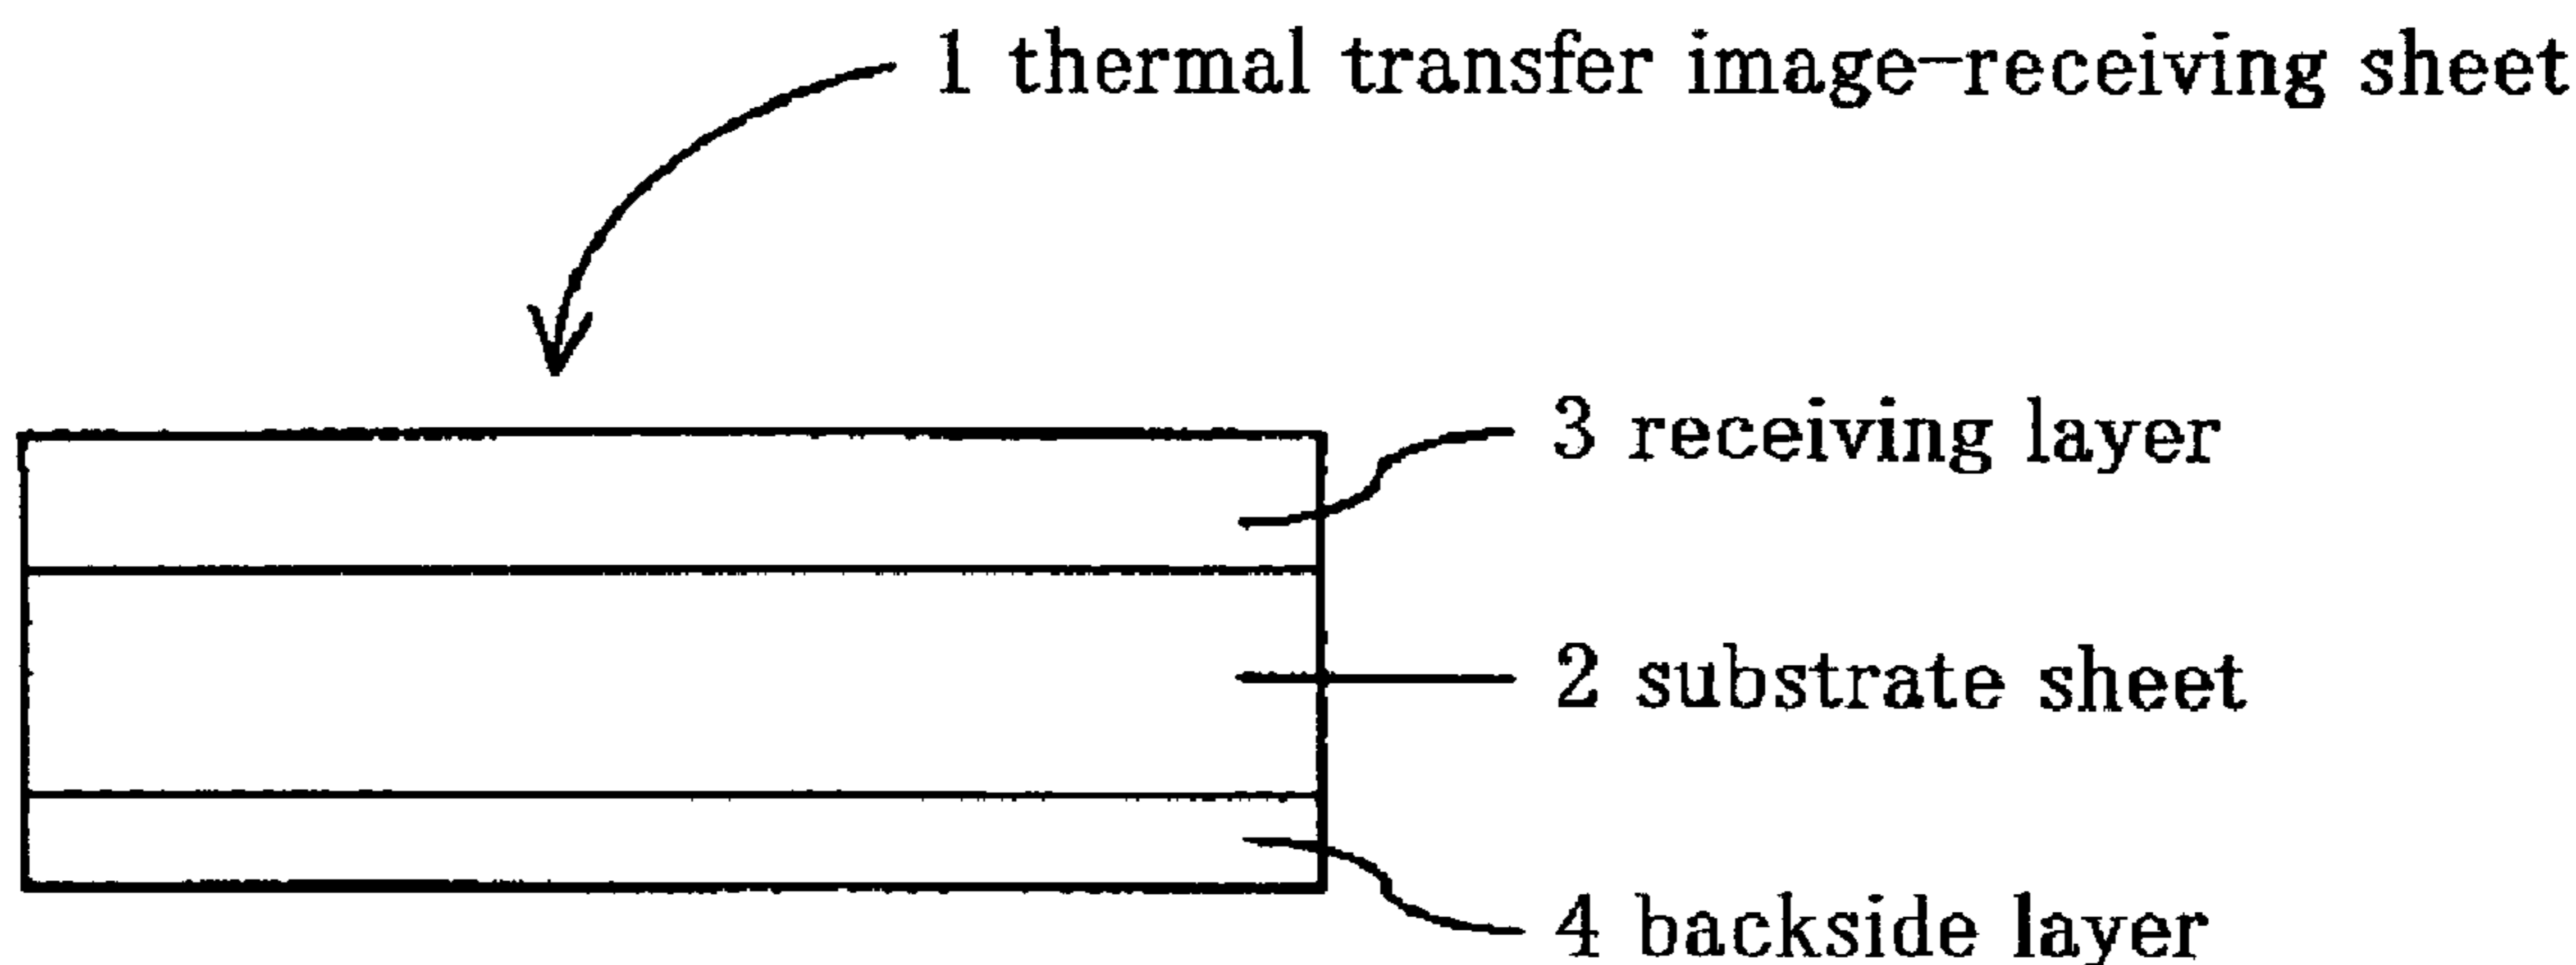 1 thermal transfer image-receiving sheet
3 receiving layer
2 substrate sheet
4 backside layer